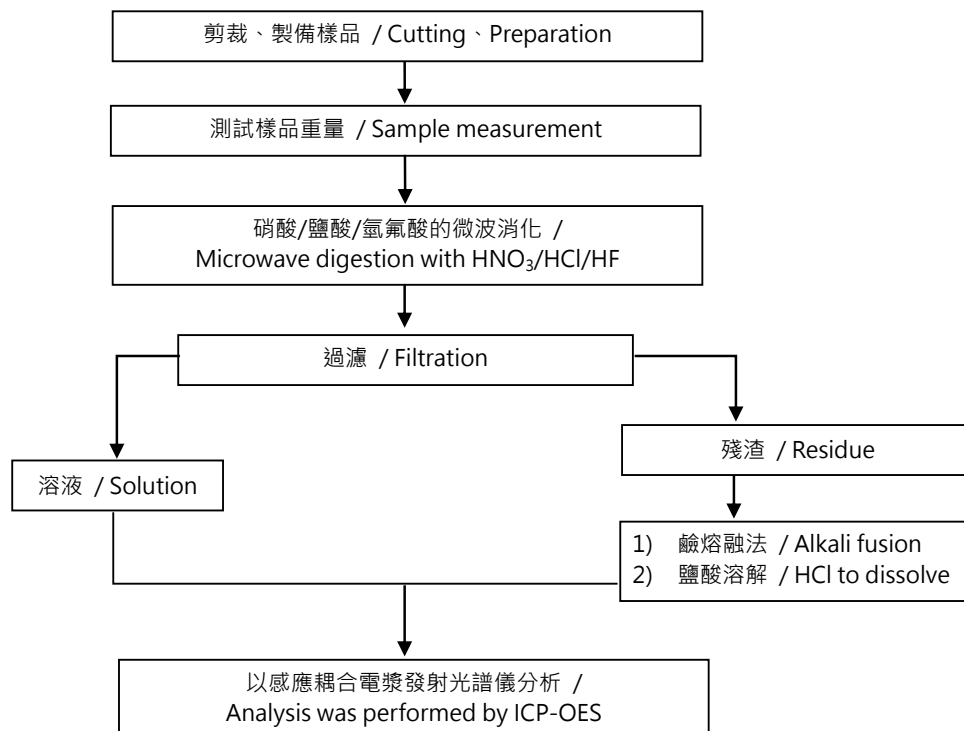 剪裁、製備樣品 / Cutting、Preparation
測試樣品重量 / Sample measurement
硝酸/鹽酸/氫氟酸的微波消化 /
Microwave digestion with HNO₃/HCl/HF
過濾 / Filtration
溶液 / Solution
殘渣 / Residue
1) 鹼熔融法 / Alkali fusion
2) 鹽酸溶解 / HCl to dissolve
以感應耦合電漿發射光譜儀分析 /
Analysis was performed by ICP-OES